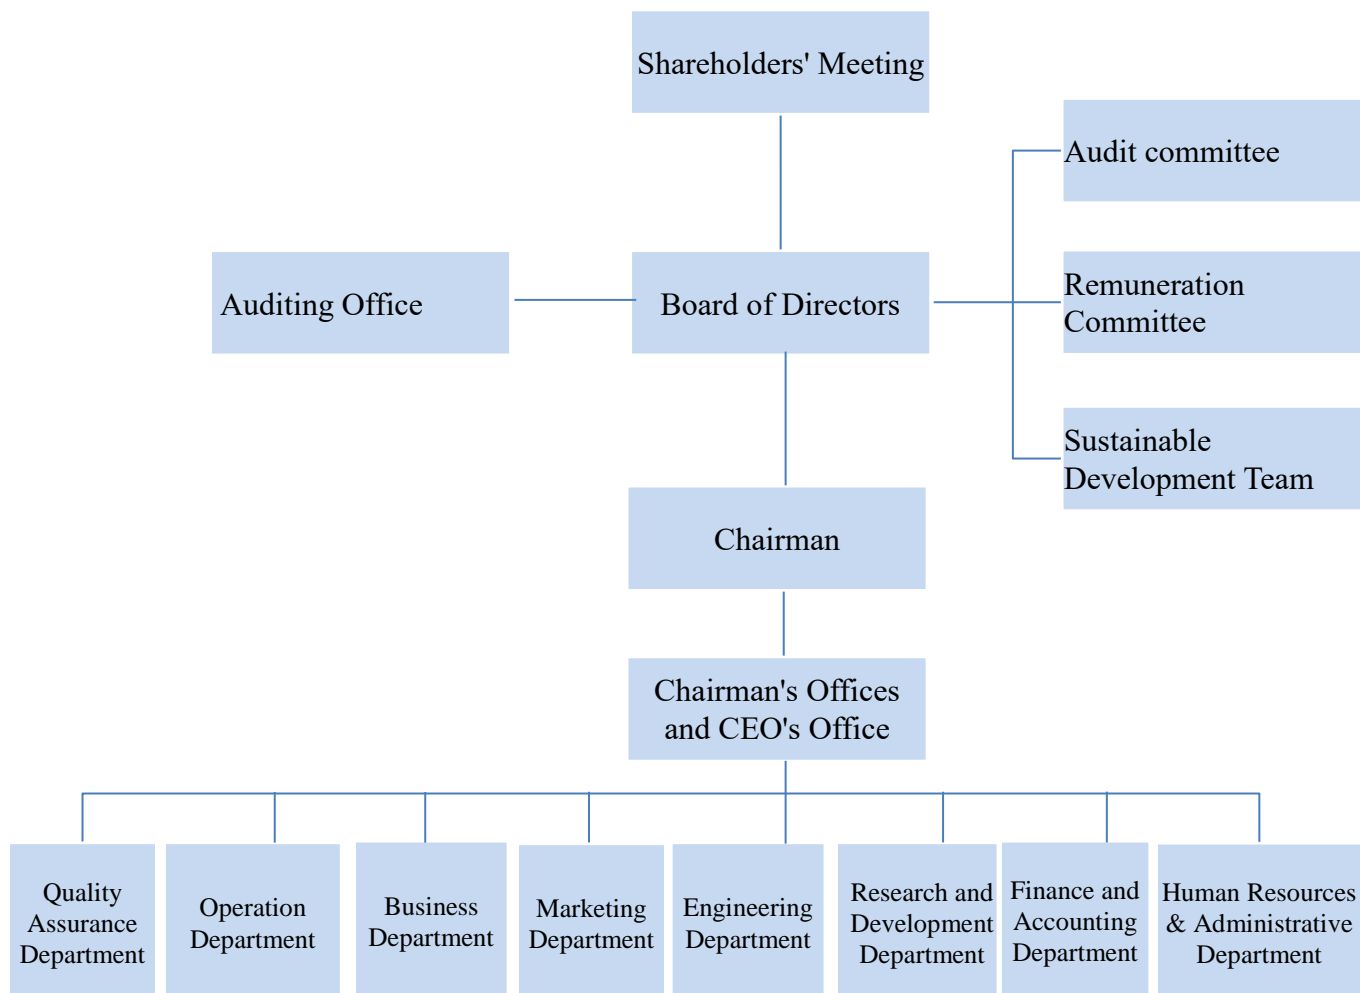 Shareholders' Meeting
Audit committee
Auditing Office
Board of Directors
Remuneration
Committee
Sustainable
Development Team
Chairman
Chairman's Offices
and CEO's Office
Quality
Assurance
Department
Operation
Department
Business
Department
Marketing
Department
Engineering
Department
Research and
Development
Department
Finance and
Accounting
Department
Human Resources
& Administrative
Department